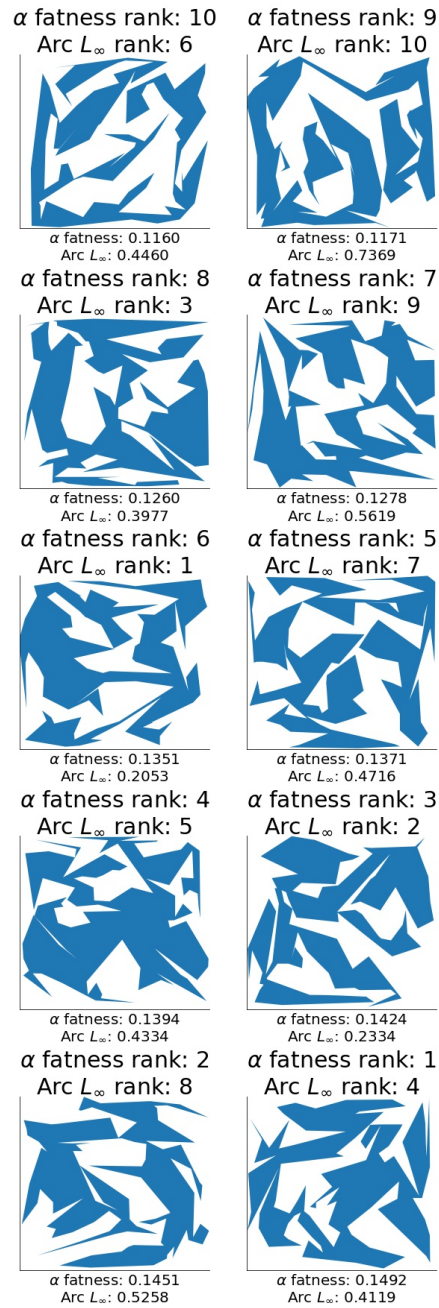 α fatness rank: 10
Arc L∞ rank: 6
α fatness: 0.1160
Arc L∞: 0.4460
α fatness rank: 9
Arc L∞ rank: 10
α fatness: 0.1171
Arc L∞: 0.7369
α fatness rank: 8
Arc L∞ rank: 3
α fatness: 0.1260
Arc L∞: 0.3977
α fatness rank: 7
Arc L∞ rank: 9
α fatness: 0.1278
Arc L∞: 0.5619
α fatness rank: 6
Arc L∞ rank: 1
α fatness: 0.1351
Arc L∞: 0.2053
α fatness rank: 5
Arc L∞ rank: 7
α fatness: 0.1371
Arc L∞: 0.4716
α fatness rank: 4
Arc L∞ rank: 5
α fatness: 0.1394
Arc L∞: 0.4334
α fatness rank: 3
Arc L∞ rank: 2
α fatness: 0.1424
Arc L∞: 0.2334
α fatness rank: 2
Arc L∞ rank: 8
α fatness: 0.1451
Arc L∞: 0.5258
α fatness rank: 1
Arc L∞ rank: 4
α fatness: 0.1492
Arc L∞: 0.4119